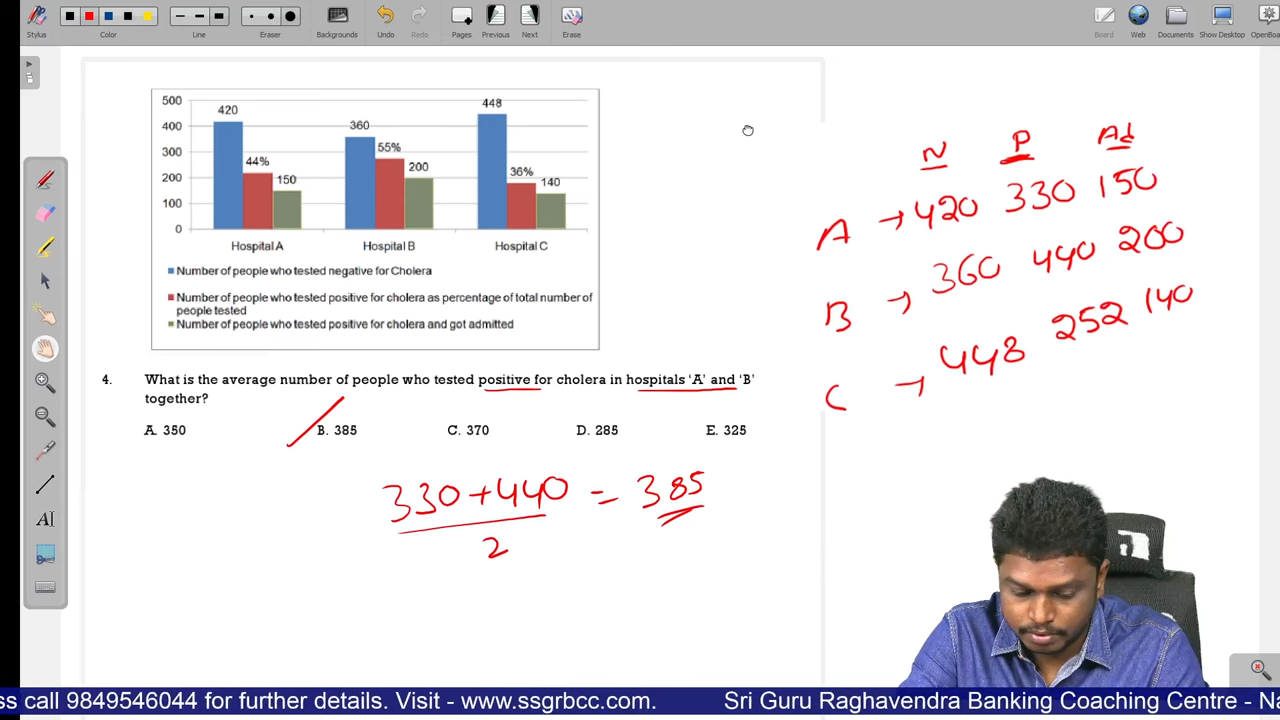 Stylus Color Line Eraser Backgrounds Undo Redo Pages Previous Next Erase Board Web Documents Show Desktop
500
400
300
200
100
0
420 44% 150
360 55% 200
448 36% 140
Hospital A Hospital B Hospital C
Number of people who tested negative for Cholera
Number of people who tested positive for cholera as percentage of total number of
people tested
Number of people who tested positive for cholera and got admitted
N P Ad
A → 420 330 150
B → 360 440 200
C → 448 252 140
4. What is the average number of people who tested positive for cholera in hospitals ‘A’ and ‘B’
together?
A. 350 B. 385 C. 370 D. 285 E. 325
330+440 = 385
2
call 9849546044 for further details. Visit - www.ssgrbcc.com. Sri Guru Raghavendra Banking Coaching Centre -